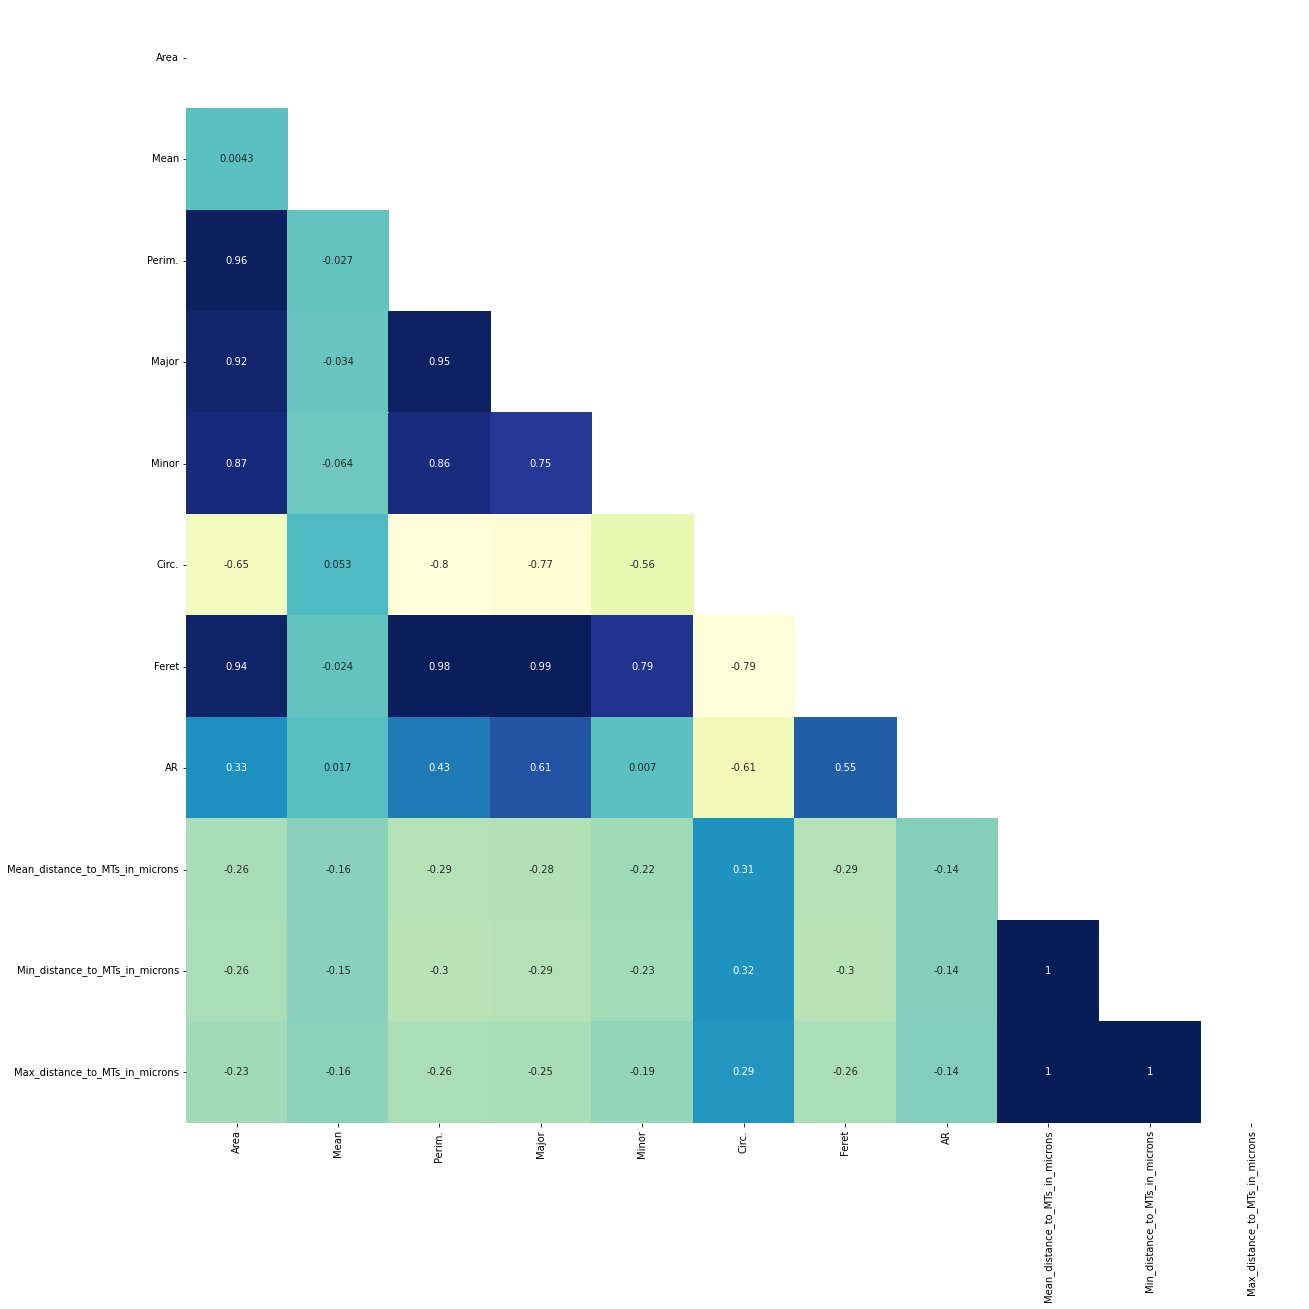 Area
Mean 0.0043
Perim. 0.96 -0.027
Major 0.92 -0.034 0.95
Minor 0.87 -0.064 0.86 0.75
Circ. -0.65 0.053 -0.8 -0.77 -0.56
Feret 0.94 -0.024 0.98 0.99 0.79 -0.79
AR 0.33 0.017 0.43 0.61 0.007 -0.61 0.55
Mean_distance_to_MTs_in_microns -0.26 -0.16 -0.29 -0.28 -0.22 0.31 -0.29 -0.14
Min_distance_to_MTs_in_microns -0.26 -0.15 -0.3 -0.29 -0.23 0.32 -0.3 -0.14 1
Max_distance_to_MTs_in_microns -0.23 -0.16 -0.26 -0.25 -0.19 0.29 -0.26 -0.14 1 1
Area
Mean
Perim.
Major
Minor
Circ.
Feret
AR
Mean_distance_to_MTs_in_microns
Min_distance_to_MTs_in_microns
Max_distance_to_MTs_in_microns